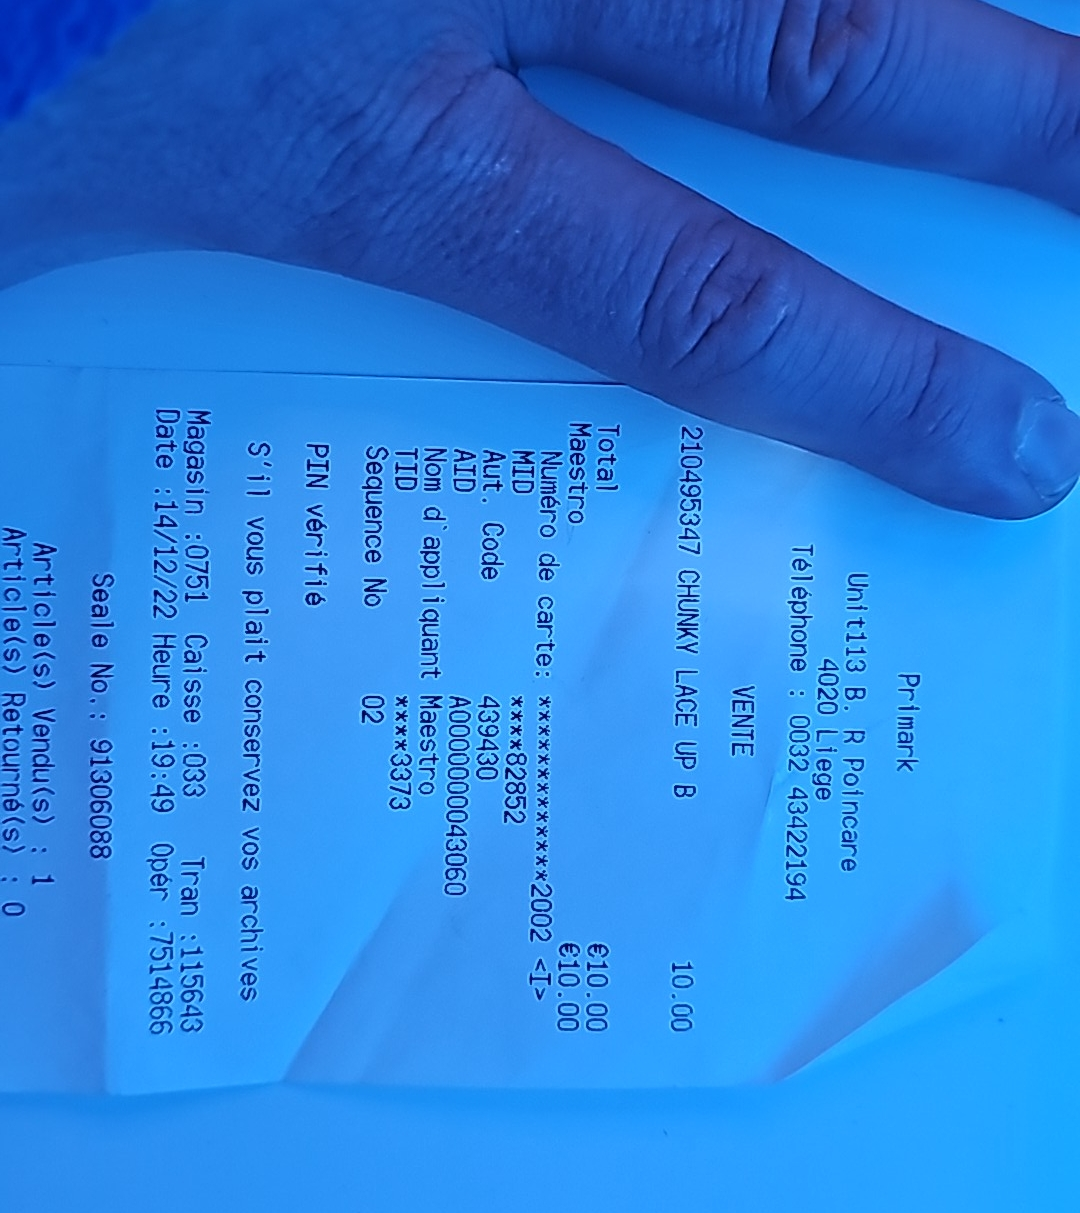 Primark
Unit113 B. R Poincare
4020 Liege
Téléphone : 0032 43422194
VENTE
210495347 CHUNKY LACE UP B 10.00
Total €10.00
Maestro €10.00
Numéro de carte: ***************2002 <I>
MID ****82852
Aut. Code 439430
AID A0000000043060
Nom d`appliquant Maestro
TID ****3373
Sequence No 02
PIN vérifié
S'il vous plait conservez vos archives
Magasin :0751 Caisse :033 Tran :115643
Date :14/12/22 Heure :19:49 Opér :7514866
Seale No.: 91306088
Article(s) Vendu(s) : 1
Article(s) Retourné(s) : 0